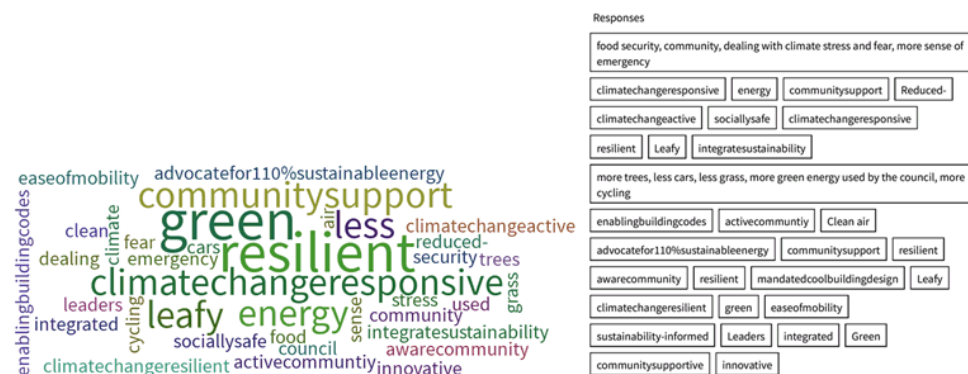 easeofmobility
advocatefor110%sustainableenergy
communitysupport
enablingbuildingcodes
clean
climate
green
air
less
climatechangeactive
fear
cars
resilient
reduced-
dealing
emergency
security
trees
climatechangeresponsive
grass
leaders
cycling
leafy
energy
sense
stress
used
community
integrated
integratesustainability
sociallysafe
food
council
awarecommunity
climatechangeresilient
activecommuntiy
innovative
Responses
food security, community, dealing with climate stress and fear, more sense of
emergency
climatechangeresponsive energy communitysupport Reduced-
climatechangeactive sociallysafe climatechangeresponsive
resilient Leafy integratesustainability
more trees, less cars, less grass, more green energy used by the council, more
cycling
enablingbuildingcodes activecommuntiy Clean air
advocatefor110%sustainableenergy communitysupport resilient
awarecommunity resilient mandatedcoolbuildingdesign Leafy
climatechangeresilient green easeofmobility
sustainability-informed Leaders integrated Green
communitysupportive innovative